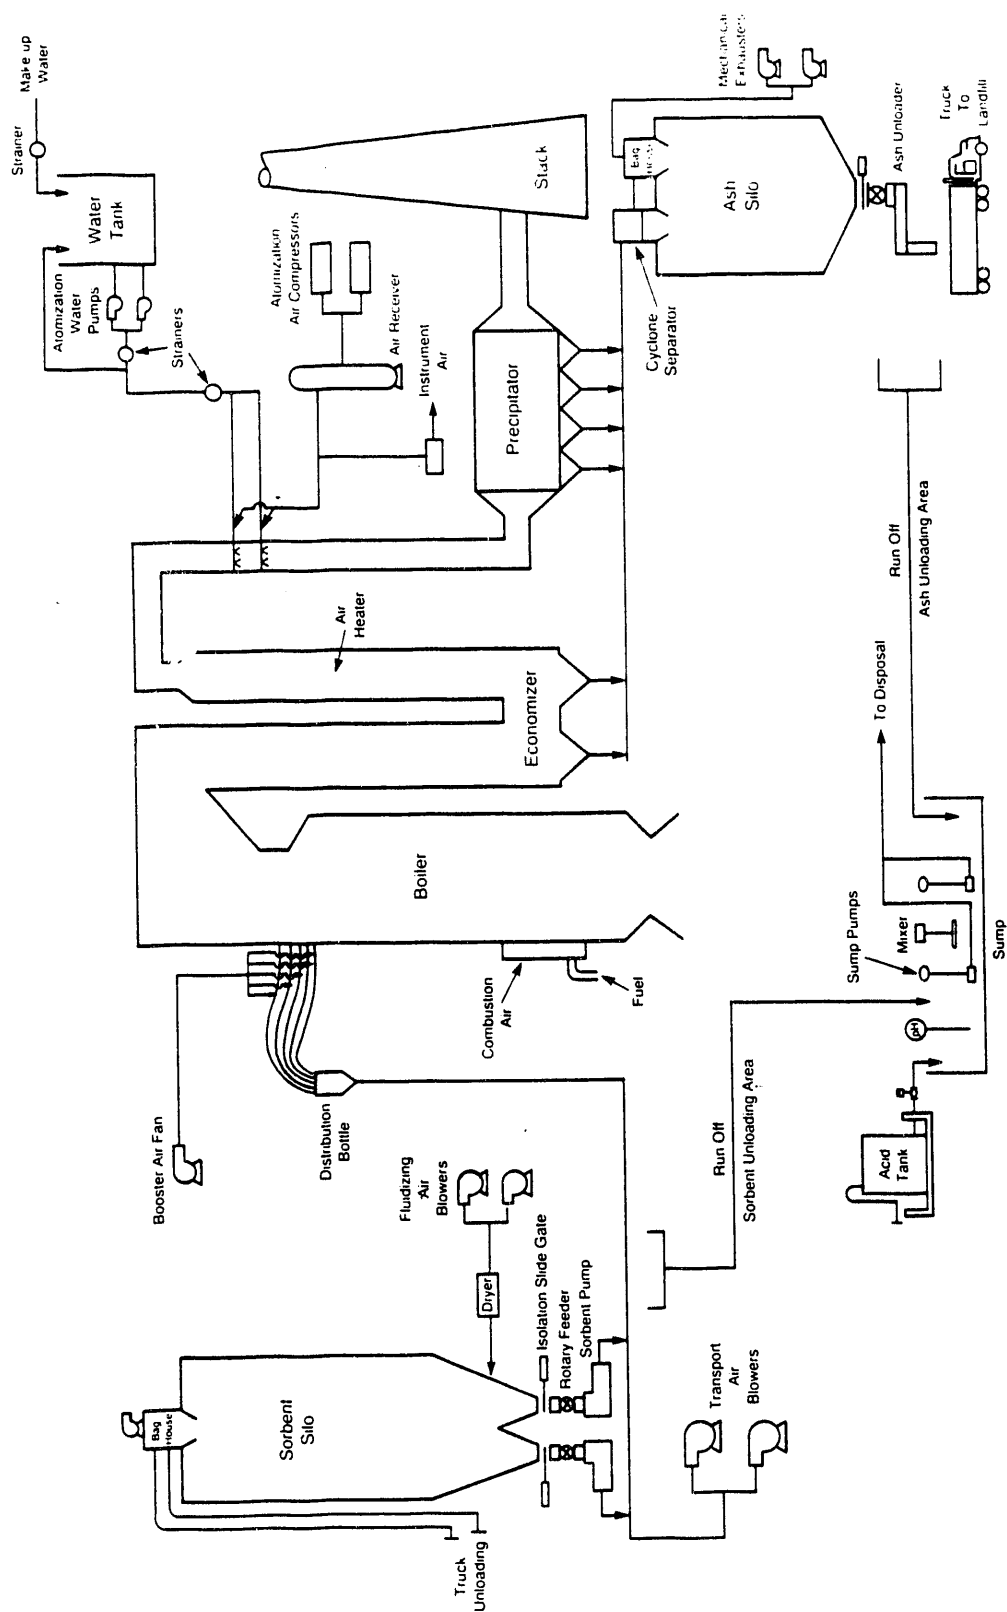 Truck
Unloading
Bag
House
Sorbent
Silo
Dryer
Fluidizing
Air
Blowers
Isolation Slide Gate
Rotary Feeder
Sorbent Pump
Transport
Air
Blowers
Booster Air Fan
Distribution
Bottle
Combustion
Air
Fuel
Boiler
Economizer
Air
Heater
Precipitator
Stack
Make up
Water
Strainer
Water
Tank
Atomization
Water
Pumps
Strainers
Atomization
Air Compressors
Air Receiver
Instrument
Air
Cyclone
Separator
Bag
Ash
Silo
Mechanical
Exhausters
Ash Unloader
Truck
To
Landfill
Run Off
Ash Unloading Area
To Disposal
Run Off
Sorbent Unloading Area
Acid
Tank
pH
Sump Pumps
Mixer
Sump